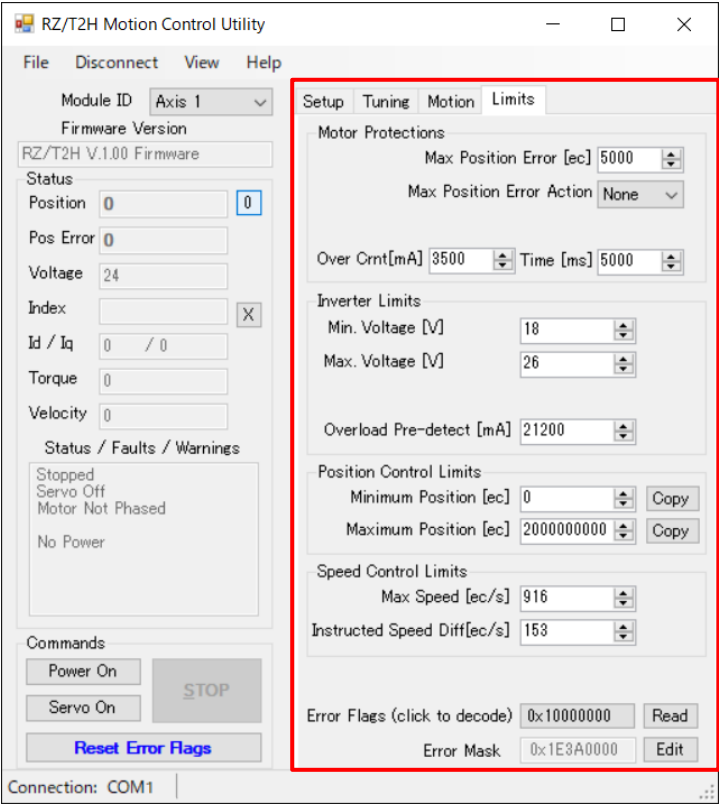 RZ/T2H Motion Control Utility
File Disconnect View Help
Module ID Axis 1
Firmware Version
RZ/T2H V.1.00 Firmware
Status
Position 0 0
Pos Error 0
Voltage 24
Index X
Id / Iq 0 / 0
Torque 0
Velocity 0
Status / Faults / Warnings
Stopped
Servo Off
Motor Not Phased
No Power
Commands
Power On
STOP
Servo On
Reset Error Flags
Setup Tuning Motion Limits
Motor Protections
Max Position Error [ec] 5000
Max Position Error Action None
Over Crnt[mA] 3500 Time [ms] 5000
Inverter Limits
Min. Voltage [V] 18
Max. Voltage [V] 26
Overload Pre-detect [mA] 21200
Position Control Limits
Minimum Position [ec] 0 Copy
Maximum Position [ec] 2000000000 Copy
Speed Control Limits
Max Speed [ec/s] 916
Instructed Speed Diff[ec/s] 153
Error Flags (click to decode) 0x10000000 Read
Error Mask 0x1E3A0000 Edit
Connection: COM1